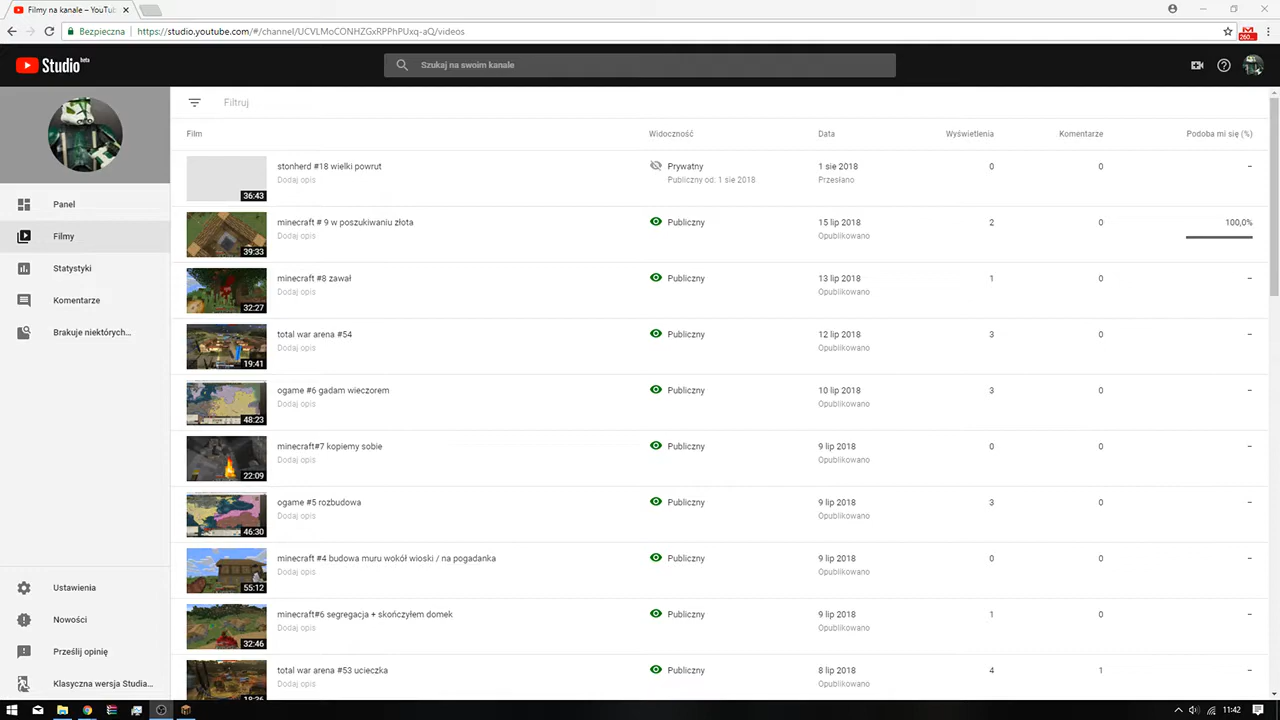 Filmy na kanale – YouTu
Bezpieczna
https://studio.youtube.com/#/channel/UCVLMoCONHZGxRPPhPUxq-aQ/videos
260...
Studio beta
Szukaj na swoim kanale
Filtruj
Film Widoczność Data Wyświetlenia Komentarze Podoba mi się (%)
stonherd #18 wielki powrut Prywatny 1 sie 2018 0 0 –
36:43 Dodaj opis Publiczny od: 1 sie 2018 Przesłano
minecraft # 9 w poszukiwaniu złota Publiczny 15 lip 2018 2 0 100,0%
39:33 Dodaj opis Opublikowano
minecraft #8 zawał Publiczny 13 lip 2018 1 0 –
32:27 Dodaj opis Opublikowano
total war arena #54 Publiczny 12 lip 2018 3 0 –
19:41 Dodaj opis Opublikowano
ogame #6 gadam wieczorem Publiczny 10 lip 2018 3 0 –
48:23 Dodaj opis Opublikowano
minecraft#7 kopiemy sobie Publiczny 9 lip 2018 0 0 –
22:09 Dodaj opis Opublikowano
ogame #5 rozbudowa Publiczny 9 lip 2018 3 0 –
46:30 Dodaj opis Opublikowano
minecraft #4 budowa muru wokół wioski / na pogadanka Publiczny 9 lip 2018 0 0 –
55:12 Dodaj opis Opublikowano
minecraft#6 segregacja + skończyłem domek Publiczny 9 lip 2018 1 0 –
32:46 Dodaj opis Opublikowano
total war arena #53 ucieczka Publiczny 8 lip 2018 4 1 –
Dodaj opis Opublikowano
Panel
Filmy
Statystyki
Komentarze
Brakuje niektórych...
Ustawienia
Nowości
Prześlij opinię
Klasyczna wersja Studia...
11:42